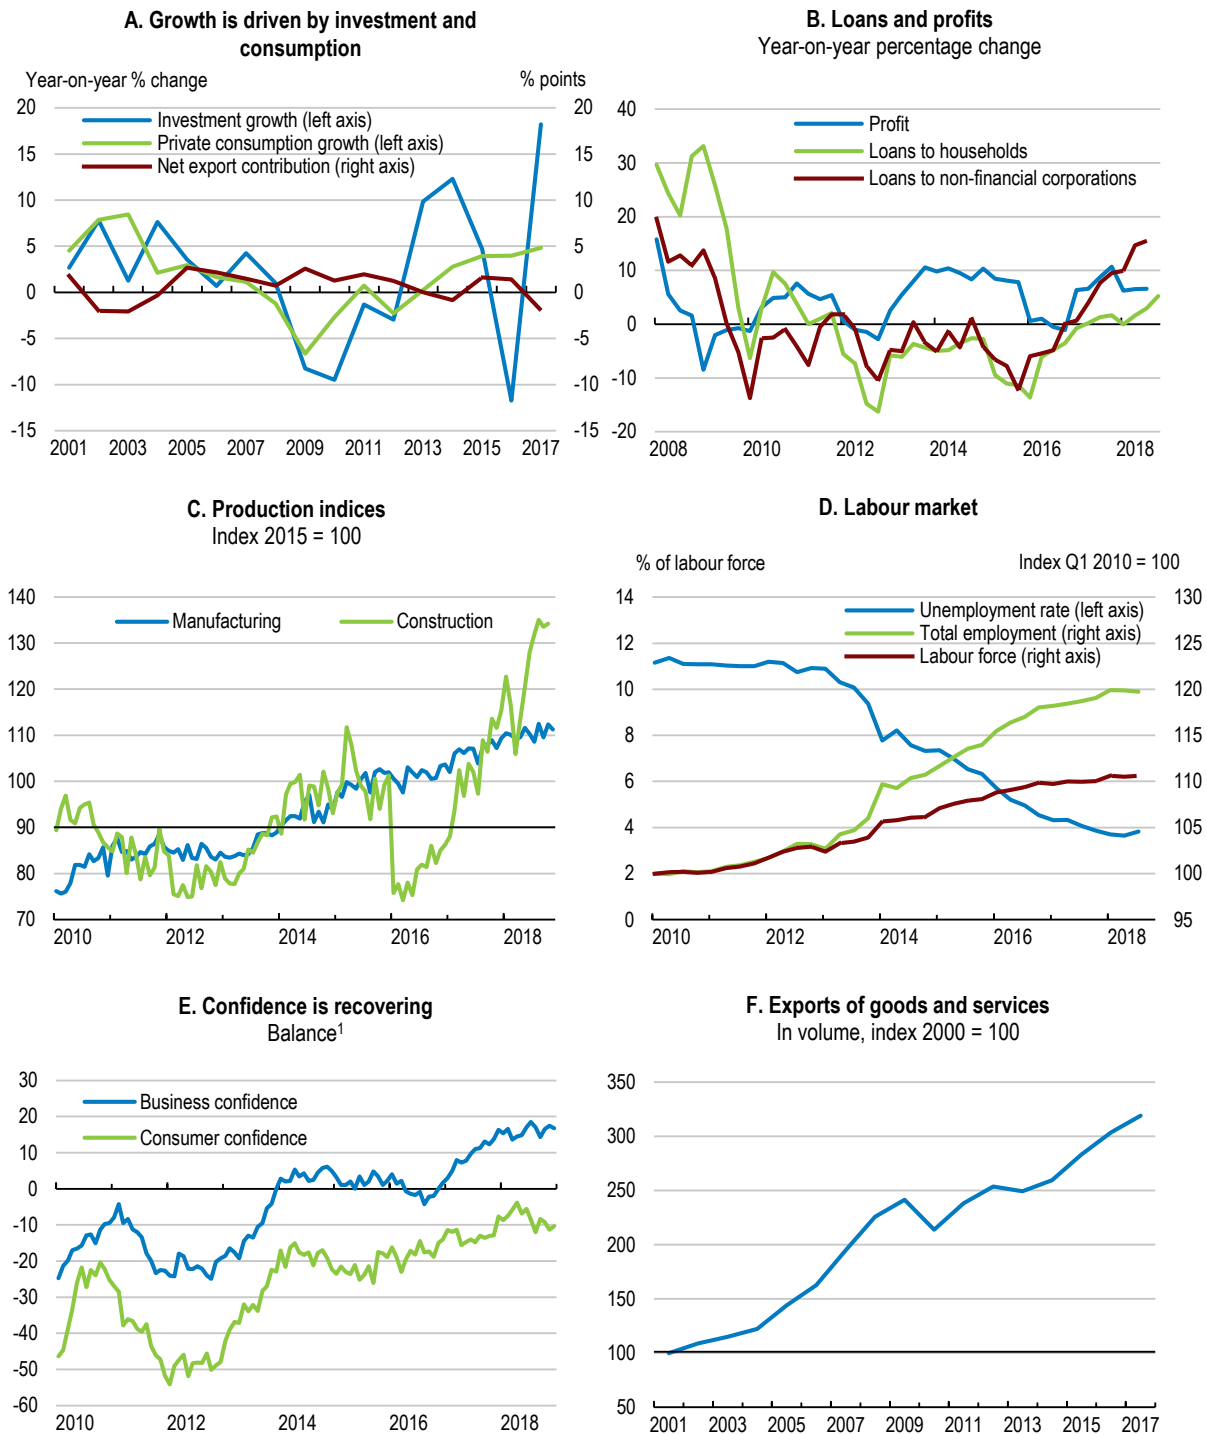 A. Growth is driven by investment and
consumption
Year-on-year % change
% points
20
15
10
5
0
-5
-10
-15
20
15
10
5
0
-5
-10
-15
Investment growth (left axis)
Private consumption growth (left axis)
Net export contribution (right axis)
2001 2003 2005 2007 2009 2011 2013 2015 2017
B. Loans and profits
Year-on-year percentage change
40
30
20
10
0
-10
-20
Profit
Loans to households
Loans to non-financial corporations
2008 2010 2012 2014 2016 2018
C. Production indices
Index 2015 = 100
140
130
120
110
100
90
80
70
Manufacturing
Construction
2010 2012 2014 2016 2018
D. Labour market
% of labour force
Index Q1 2010 = 100
14
12
10
8
6
4
2
0
130
125
120
115
110
105
100
95
Unemployment rate (left axis)
Total employment (right axis)
Labour force (right axis)
2010 2012 2014 2016 2018
E. Confidence is recovering
Balance¹
30
20
10
0
-10
-20
-30
-40
-50
-60
Business confidence
Consumer confidence
2010 2012 2014 2016 2018
F. Exports of goods and services
In volume, index 2000 = 100
350
300
250
200
150
100
50
2001 2003 2005 2007 2009 2011 2013 2015 2017